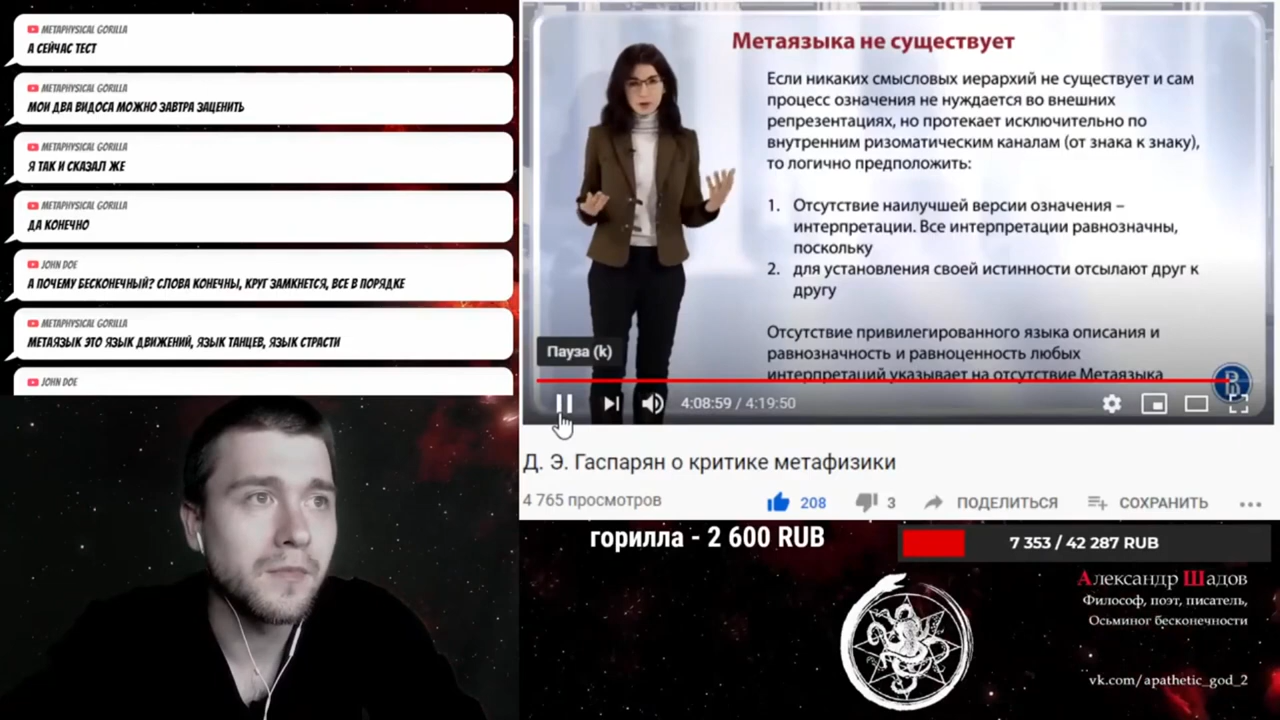 METAPHYSICAL GORILLA
А СЕЙЧАС ТЕСТ
METAPHYSICAL GORILLA
МОИ ДВА ВИДОСА МОЖНО ЗАВТРА ЗАЦЕНИТЬ
METAPHYSICAL GORILLA
Я ТАК И СКАЗАЛ ЖЕ
METAPHYSICAL GORILLA
ДА КОНЕЧНО
JOHN DOE
А ПОЧЕМУ БЕСКОНЕЧНЫЙ? СЛОВА КОНЕЧНЫ, КРУГ ЗАМКНЕТСЯ, ВСЕ В ПОРЯДКЕ
METAPHYSICAL GORILLA
МЕТАЯЗЫК ЭТО ЯЗЫК ДВИЖЕНИЙ, ЯЗЫК ТАНЦЕВ, ЯЗЫК СТРАСТИ
JOHN DOE
Метаязыка не существует
Если никаких смысловых иерархий не существует и сам
процесс означения не нуждается во внешних
репрезентациях, но протекает исключительно по
внутренним ризоматическим каналам (от знака к знаку),
то логично предположить:
1. Отсутствие наилучшей версии означения –
интерпретации. Все интерпретации равнозначны,
поскольку
2. для установления своей истинности отсылают друг к
другу
Отсутствие привилегированного языка описания и
равнозначность и равноценность любых
интерпретаций указывает на отсутствие Метаязыка
Пауза (k)
4:08:59 / 4:19:50
Д. Э. Гаспарян о критике метафизики
4 765 просмотров
208
3
ПОДЕЛИТЬСЯ
СОХРАНИТЬ
горилла - 2 600 RUB
7 353 / 42 287 RUB
Александр Шадов
Философ, поэт, писатель,
Осьминог бесконечности
vk.com/apathetic_god_2